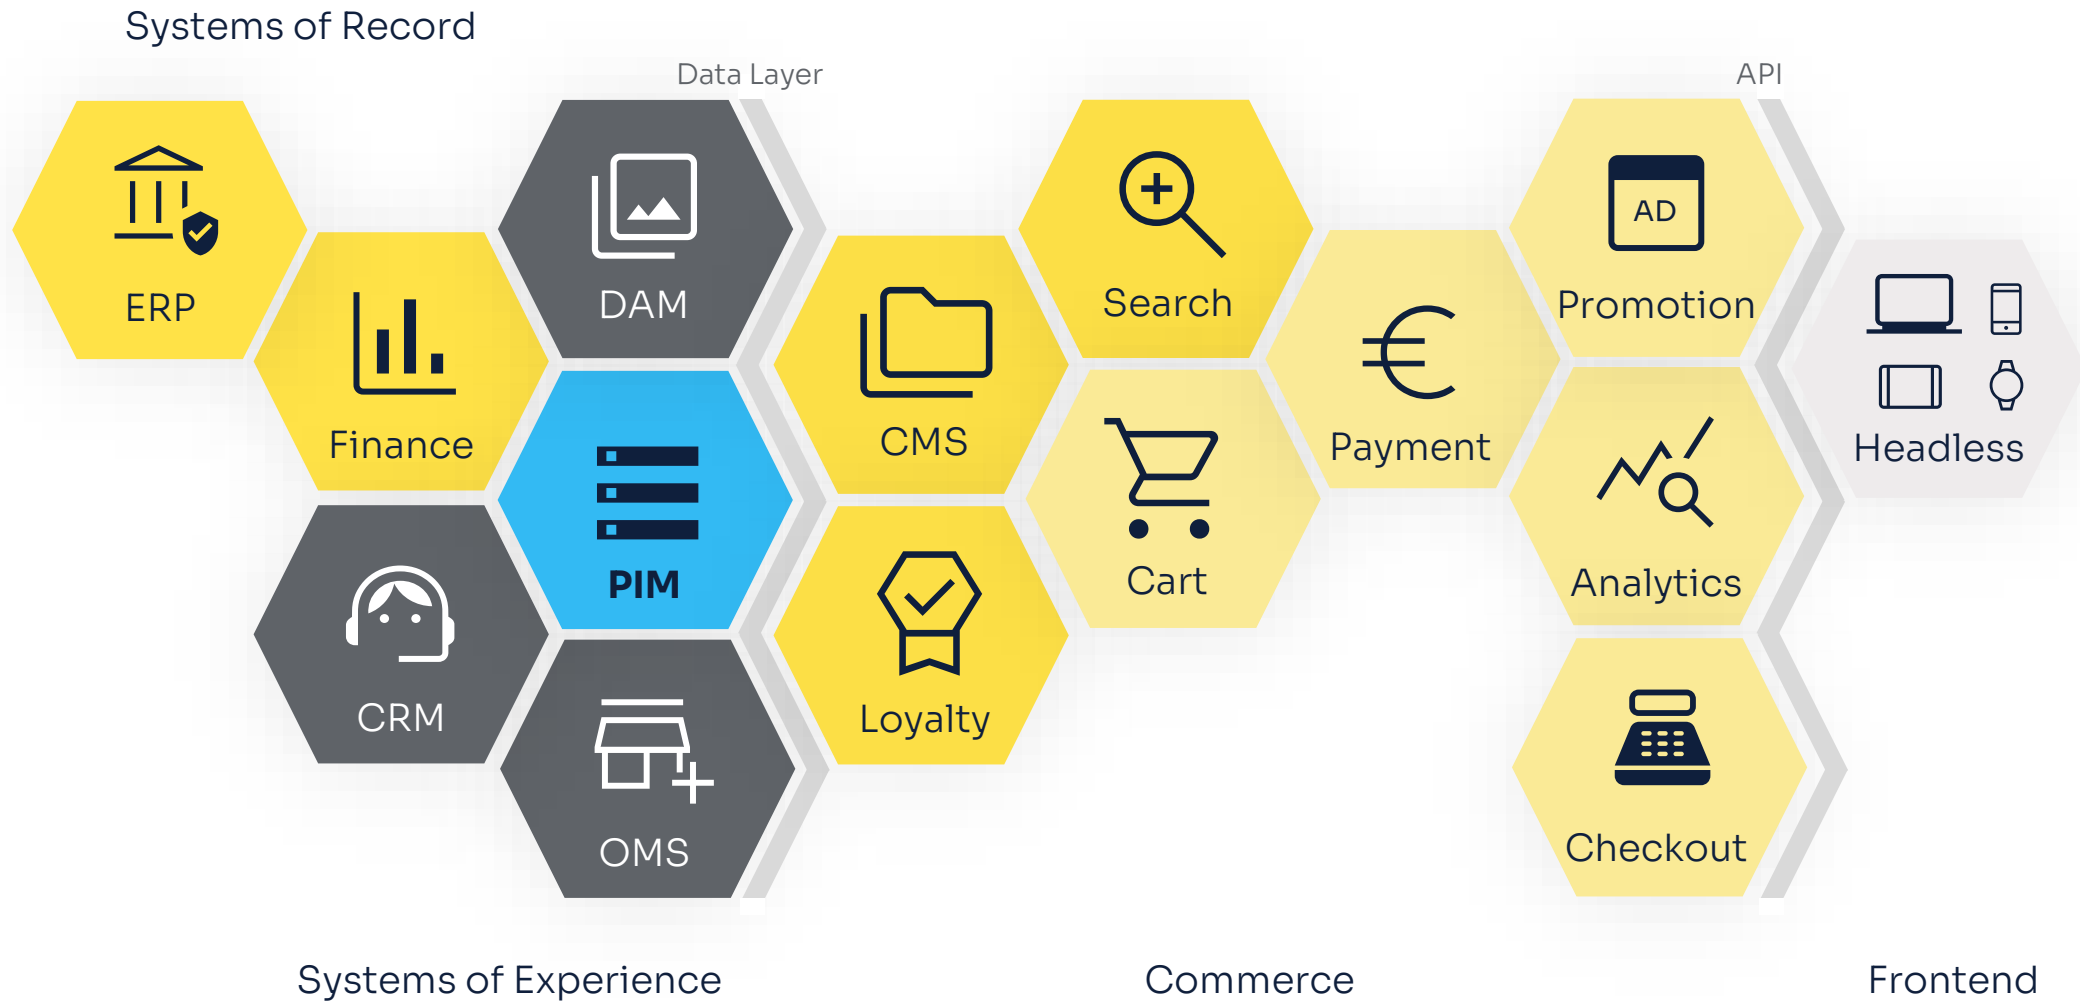 Systems of Record
Data Layer
API
ERP
Finance
DAM
CMS
Search
Payment
AD
Promotion
Headless
PIM
CRM
OMS
Loyalty
Cart
Analytics
Checkout
Systems of Experience
Commerce
Frontend